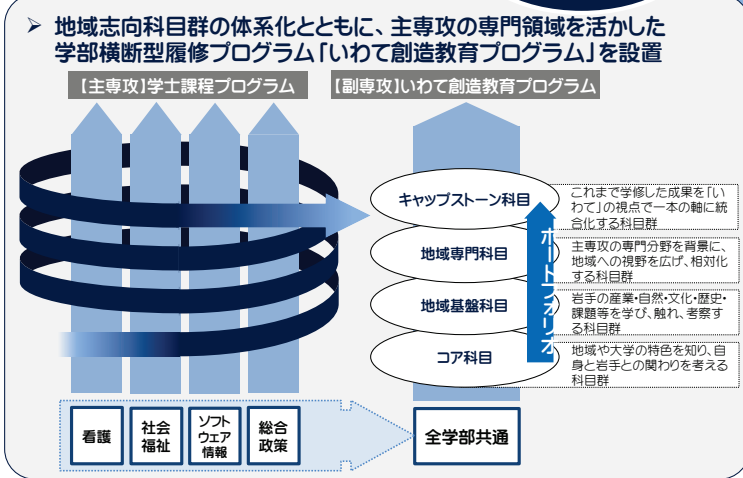 ➢ 地域志向科目群の体系化とともに、主専攻の専門領域を活かした
学部横断型履修プログラム「いわて創造教育プログラム」を設置
【主専攻】学士課程プログラム
【副専攻】いわて創造教育プログラム
キャップストーン科目
これまで学修した成果を「い
わて」の視点で一本の軸に統
合化する科目群
地域専門科目
主専攻の専門分野を背景に、
地域への視野を広げ、相対化
する科目群
地域基盤科目
岩手の産業・自然・文化・歴史・
課題等を学び、触れ、考察す
る科目群
コア科目
地域や大学の特色を知り、自
身と岩手との関わりを考える
科目群
ポートフォリオ
看護
社会
福祉
ソフト
ウェア
情報
総合
政策
全学部共通